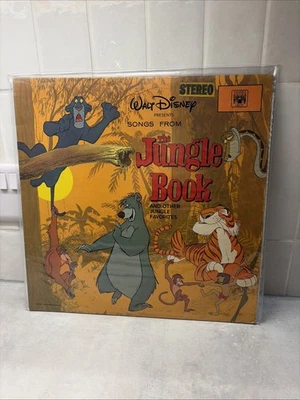 STEREO
WALT DISNEY
PRESENTS
SONGS FROM
the
Jungle
Book
AND OTHER
JUNGLE
FAVORITES